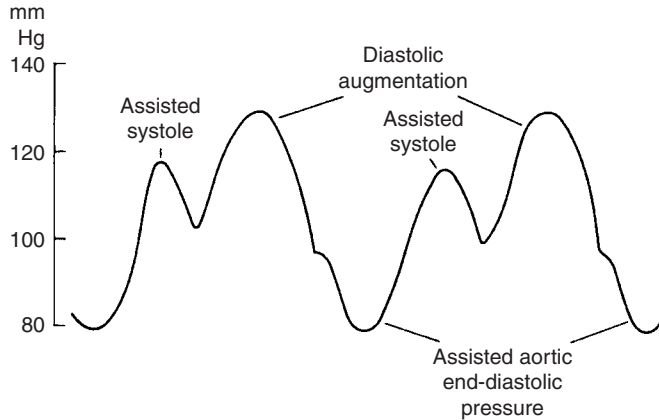 mm
Hg
140
120
100
80
Assisted
systole
Diastolic
augmentation
Assisted
systole
Assisted aortic
end-diastolic
pressure